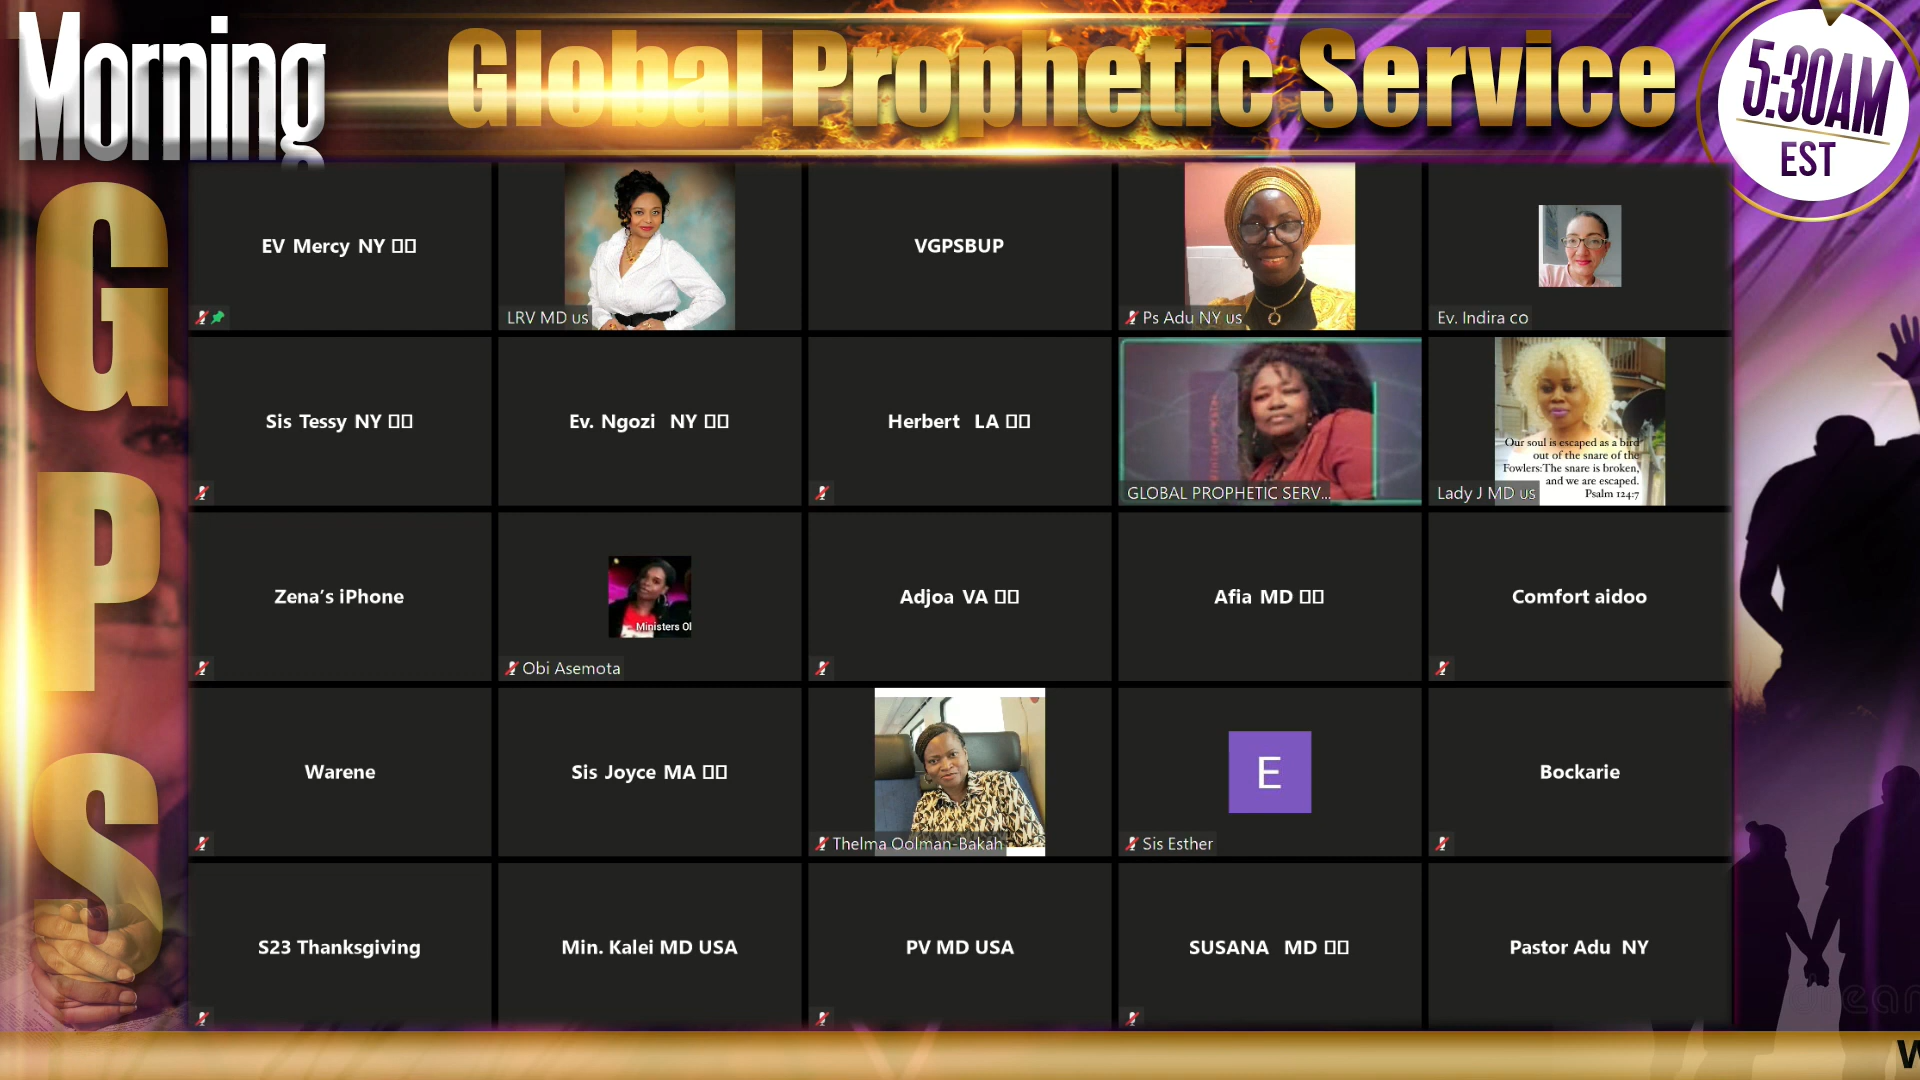 Morning
Global Prophetic Service
5:30AM
EST
G
P
S
EV Mercy NY
LRV MD us
VGPSBUP
Ps Adu NY us
Ev. Indira co
Sis Tessy NY
Ev. Ngozi NY
Herbert LA
GLOBAL PROPHETIC SERV...
Our soul is escaped as a bird
out of the snare of the
Fowlers:The snare is broken,
and we are escaped.
Psalm 124:7
Lady J MD us
Zena’s iPhone
Ministers Of
Obi Asemota
Adjoa VA
Afia MD
Comfort aidoo
Warene
Sis Joyce MA
Thelma Oolman-Bakah
E
Sis Esther
Bockarie
S23 Thanksgiving
Min. Kalei MD USA
PV MD USA
SUSANA MD
Pastor Adu NY
W